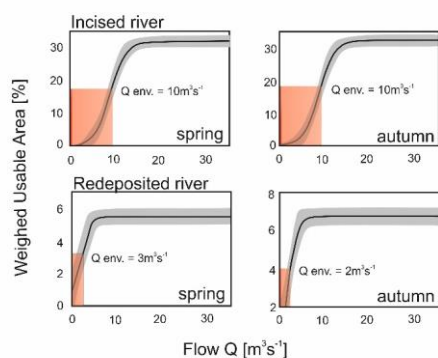 Incised river
Weighed Usable Area [%]
30
20
10
0
Q env. = 10m³s⁻¹
spring
0 10 20 30
30
20
10
0
Q env. = 10m³s⁻¹
autumn
0 10 20 30
Redeposited river
6
4
2
0
Q env. = 3m³s⁻¹
spring
0 10 20 30
8
6
4
2
Q env. = 2m³s⁻¹
autumn
0 10 20 30
Flow Q [m³s⁻¹]